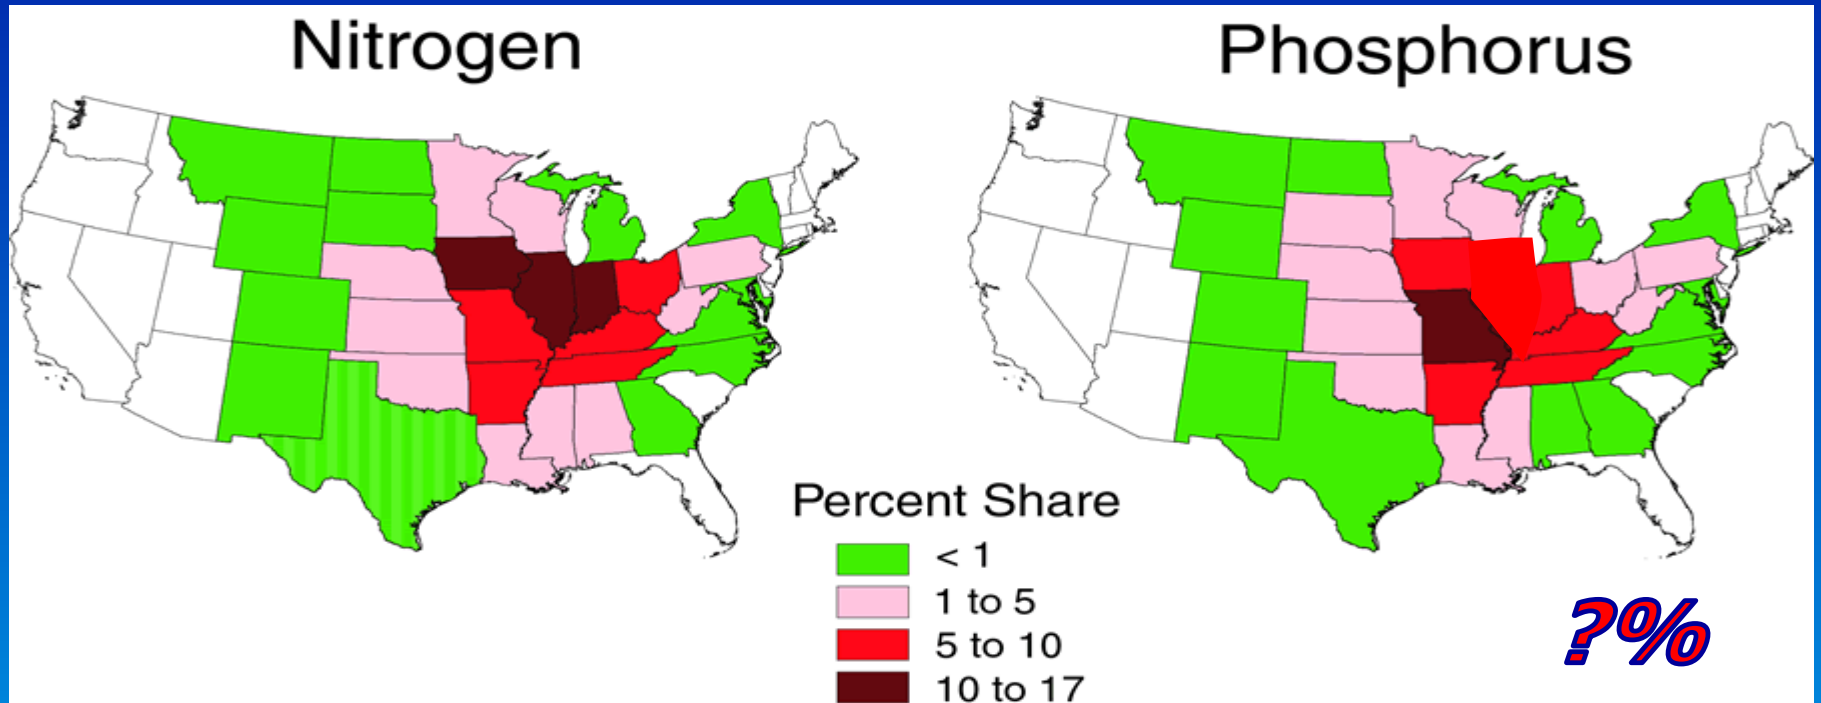 Nitrogen
Phosphorus
Percent Share
< 1
1 to 5
5 to 10
10 to 17
?%